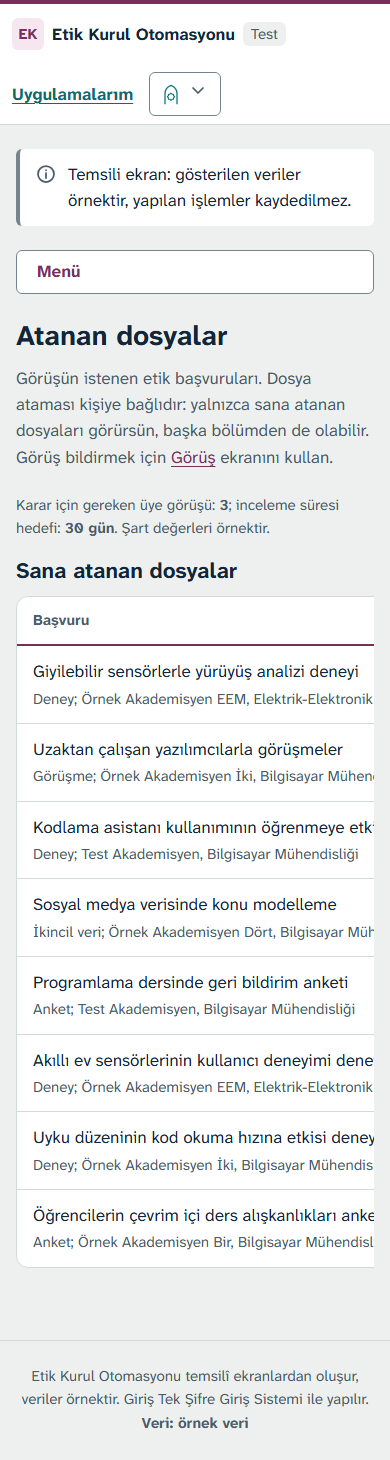 EK Etik Kurul Otomasyonu Test
Uygulamalarım
Temsili ekran: gösterilen veriler
örnektir, yapılan işlemler kaydedilmez.
Menü
Atanan dosyalar
Görüşün istenen etik başvuruları. Dosya
ataması kişiye bağlıdır: yalnızca sana atanan
dosyaları görürsün, başka bölümden de olabilir.
Görüş bildirmek için Görüş ekranını kullan.
Karar için gereken üye görüşü: 3; inceleme süresi
hedefi: 30 gün. Şart değerleri örnektir.
Sana atanan dosyalar
Başvuru
Giyilebilir sensörlerle yürüyüş analizi deneyi
Deney; Örnek Akademisyen EEM, Elektrik-Elektronik
Uzaktan çalışan yazılımcılarla görüşmeler
Görüşme; Örnek Akademisyen İki, Bilgisayar Mühen
Kodlama asistanı kullanımının öğrenmeye etk
Deney; Test Akademisyen, Bilgisayar Mühendisliği
Sosyal medya verisinde konu modelleme
İkincil veri; Örnek Akademisyen Dört, Bilgisayar Müh
Programlama dersinde geri bildirim anketi
Anket; Test Akademisyen, Bilgisayar Mühendisliği
Akıllı ev sensörlerinin kullanıcı deneyimi dene
Deney; Örnek Akademisyen EEM, Elektrik-Elektronik
Uyku düzeninin kod okuma hızına etkisi deney
Deney; Örnek Akademisyen İki, Bilgisayar Mühendis
Öğrencilerin çevrim içi ders alışkanlıkları anke
Anket; Örnek Akademisyen Bir, Bilgisayar Mühendisl
Etik Kurul Otomasyonu temsilî ekranlardan oluşur,
veriler örnektir. Giriş Tek Şifre Giriş Sistemi ile yapılır.
Veri: örnek veri